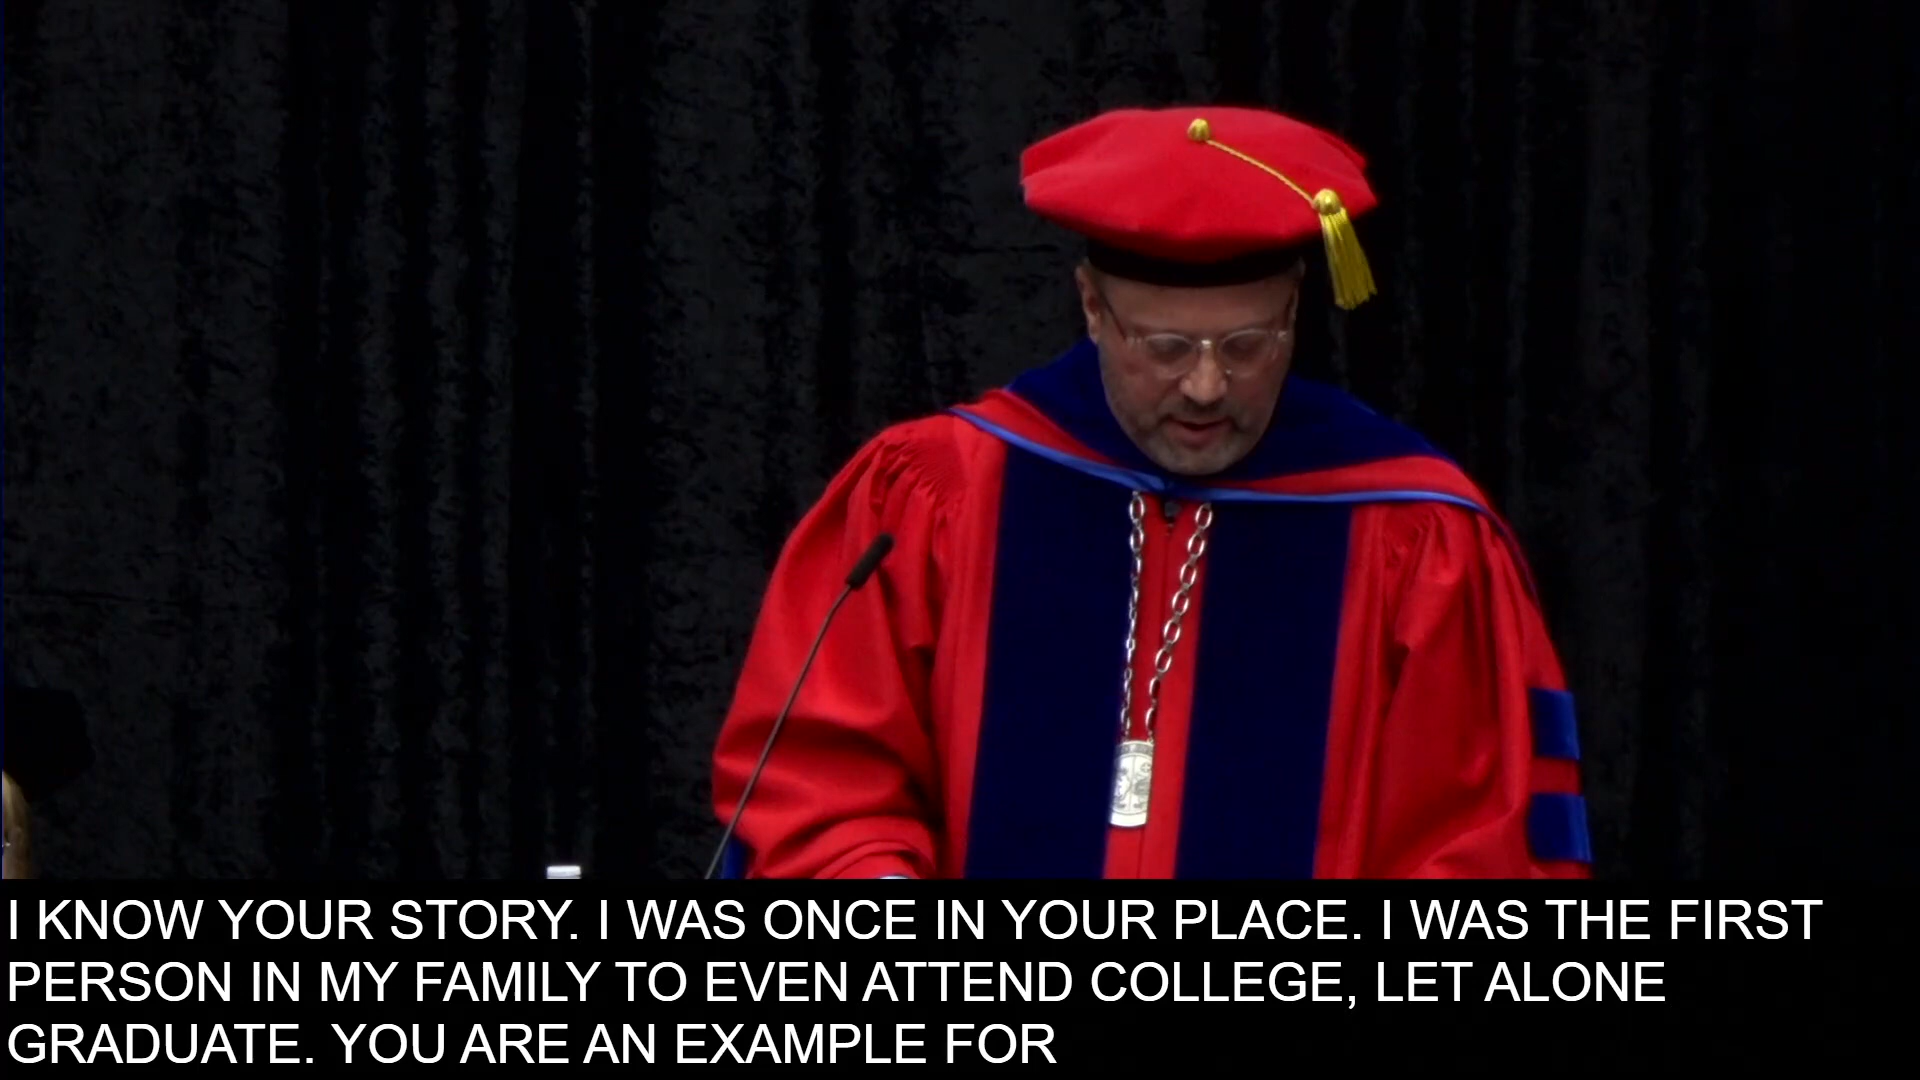 I KNOW YOUR STORY. I WAS ONCE IN YOUR PLACE. I WAS THE FIRST
PERSON IN MY FAMILY TO EVEN ATTEND COLLEGE, LET ALONE
GRADUATE. YOU ARE AN EXAMPLE FOR